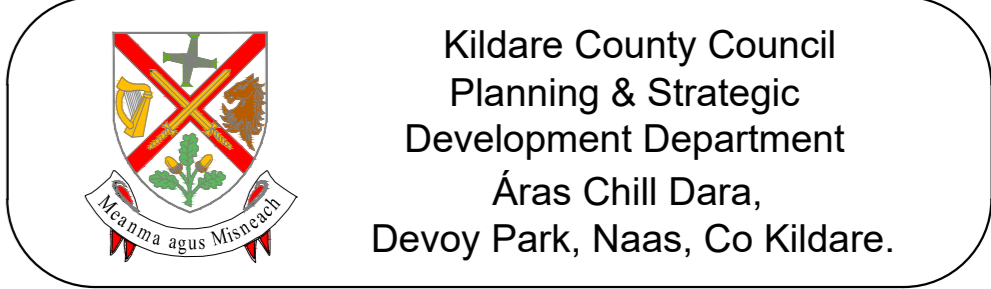 Kildare County Council
Planning & Strategic
Development Department
Áras Chill Dara,
Devoy Park, Naas, Co Kildare.
Meanma agus Misneach